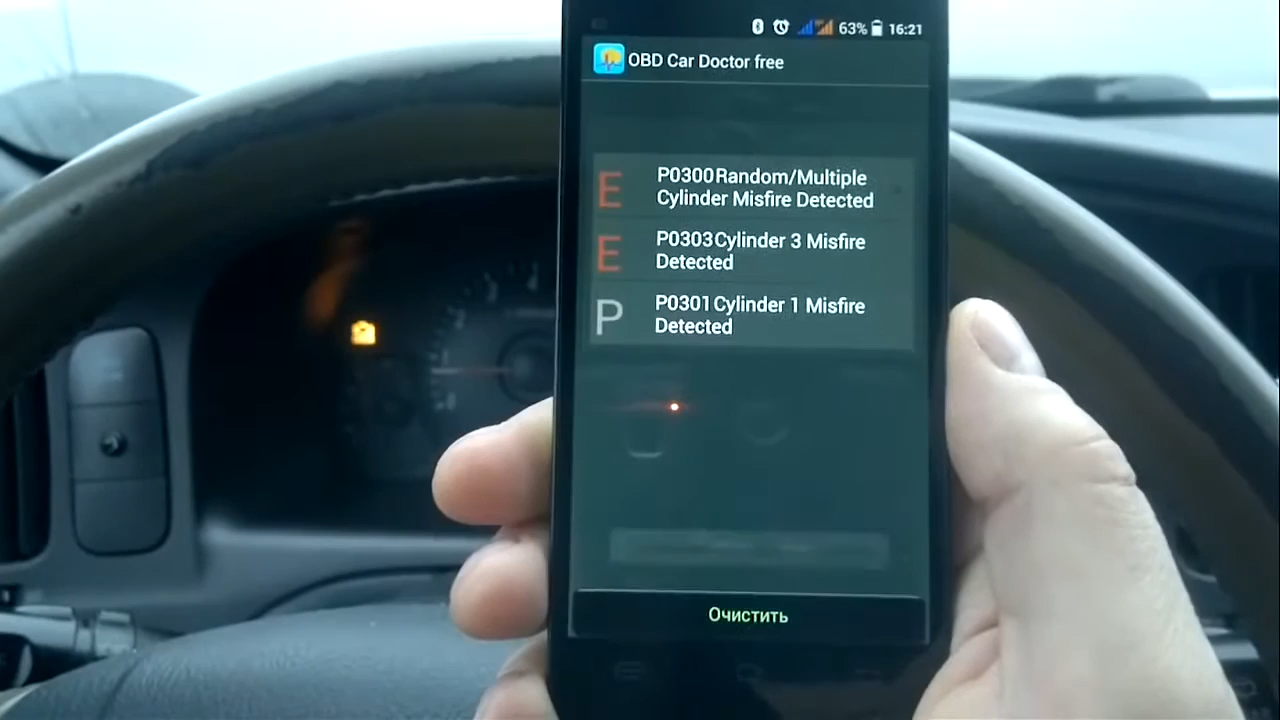 63% 16:21
OBD Car Doctor free
E P0300 Random/Multiple
Cylinder Misfire Detected
E P0303 Cylinder 3 Misfire
Detected
P P0301 Cylinder 1 Misfire
Detected
Очистить